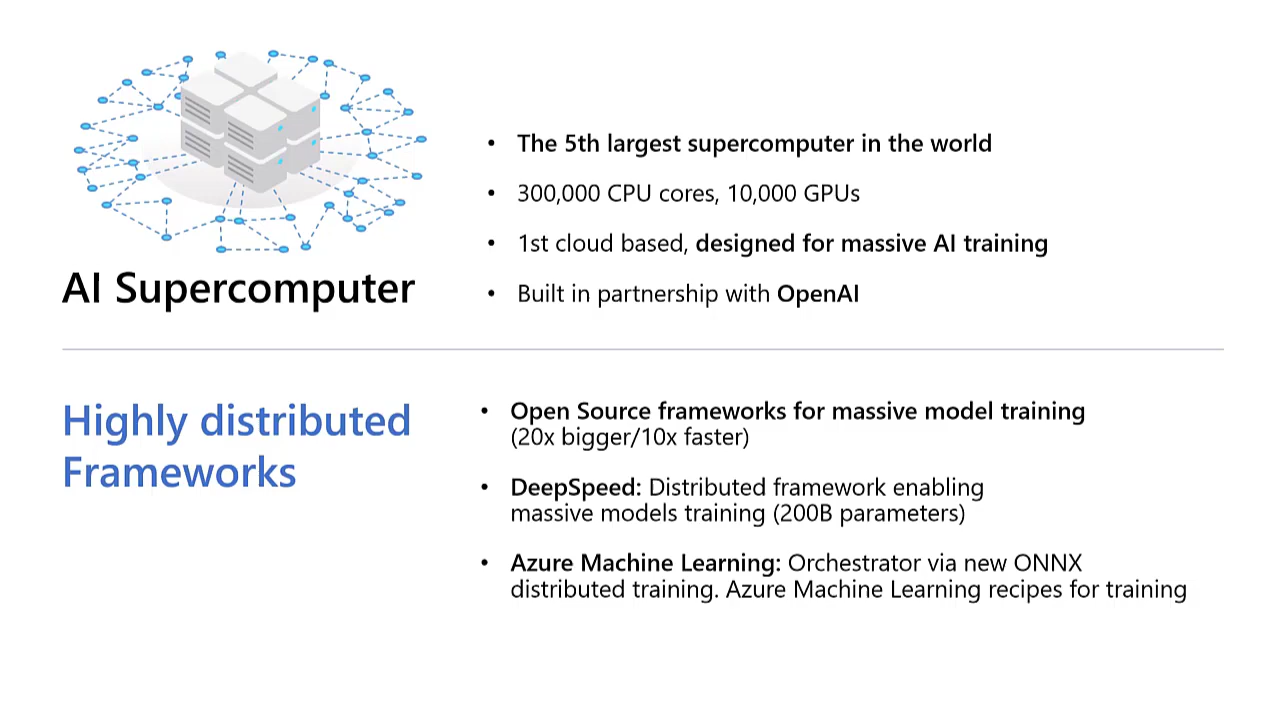 AI Supercomputer
• The 5th largest supercomputer in the world
• 300,000 CPU cores, 10,000 GPUs
• 1st cloud based, designed for massive AI training
• Built in partnership with OpenAI
Highly distributed
Frameworks
• Open Source frameworks for massive model training
(20x bigger/10x faster)
• DeepSpeed: Distributed framework enabling
massive models training (200B parameters)
• Azure Machine Learning: Orchestrator via new ONNX
distributed training. Azure Machine Learning recipes for training